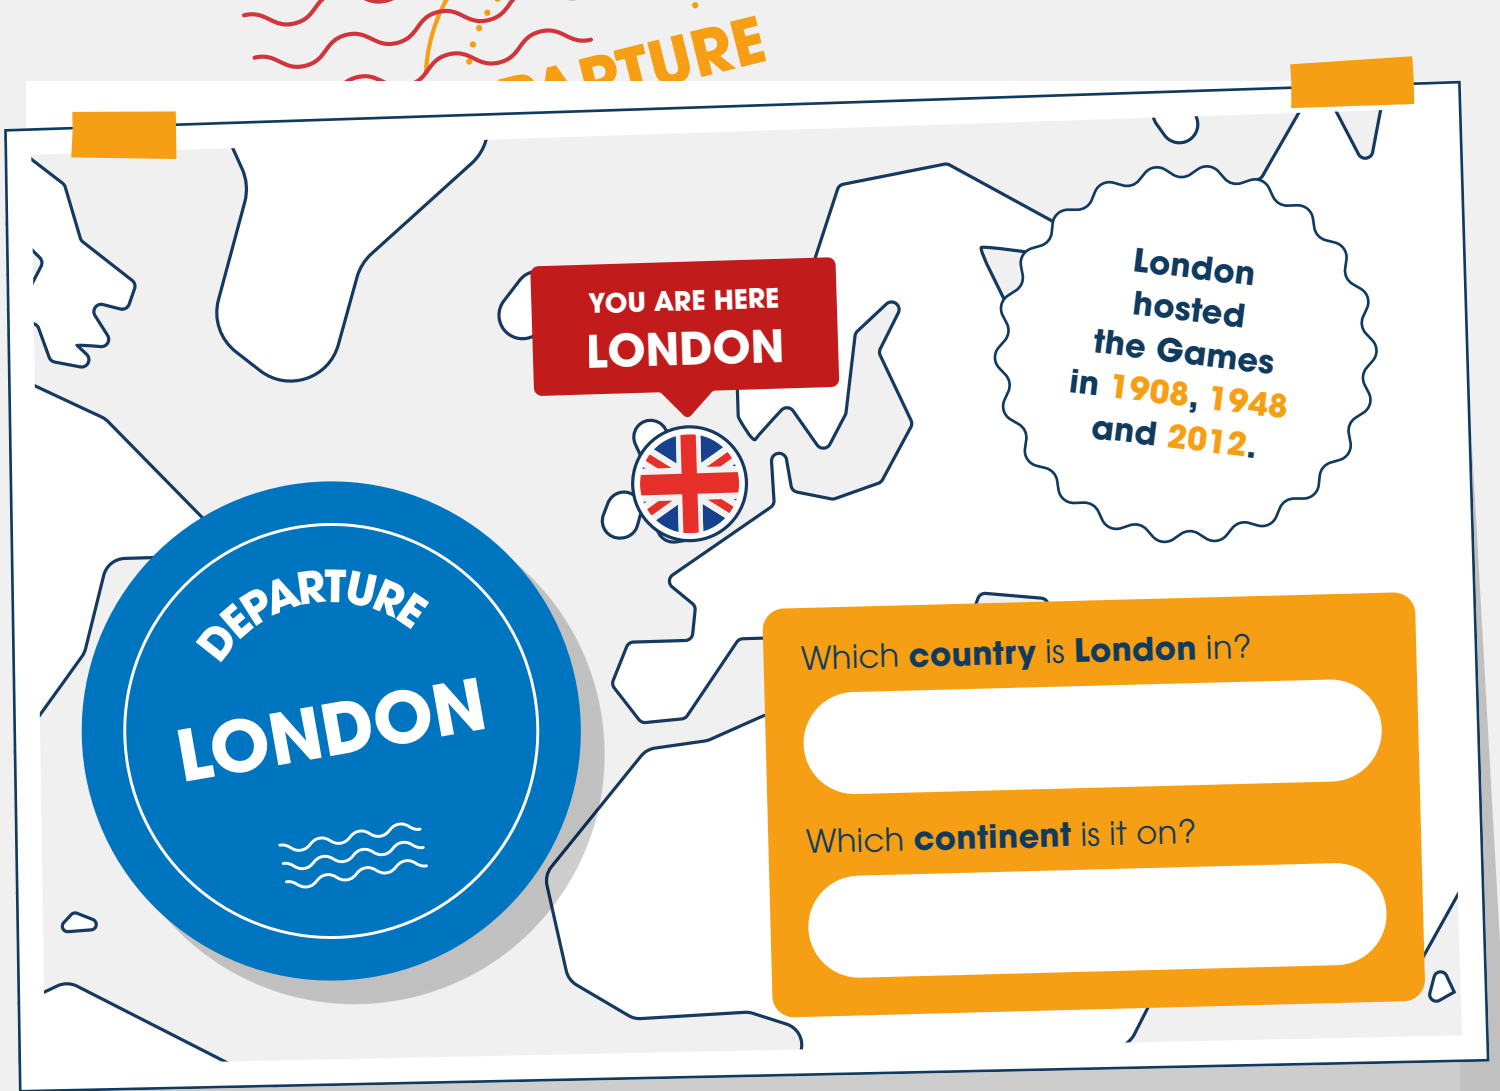 PARTURE
YOU ARE HERE
LONDON
London
hosted
the Games
in 1908, 1948
and 2012.
DEPARTURE
LONDON
Which country is London in?
Which continent is it on?